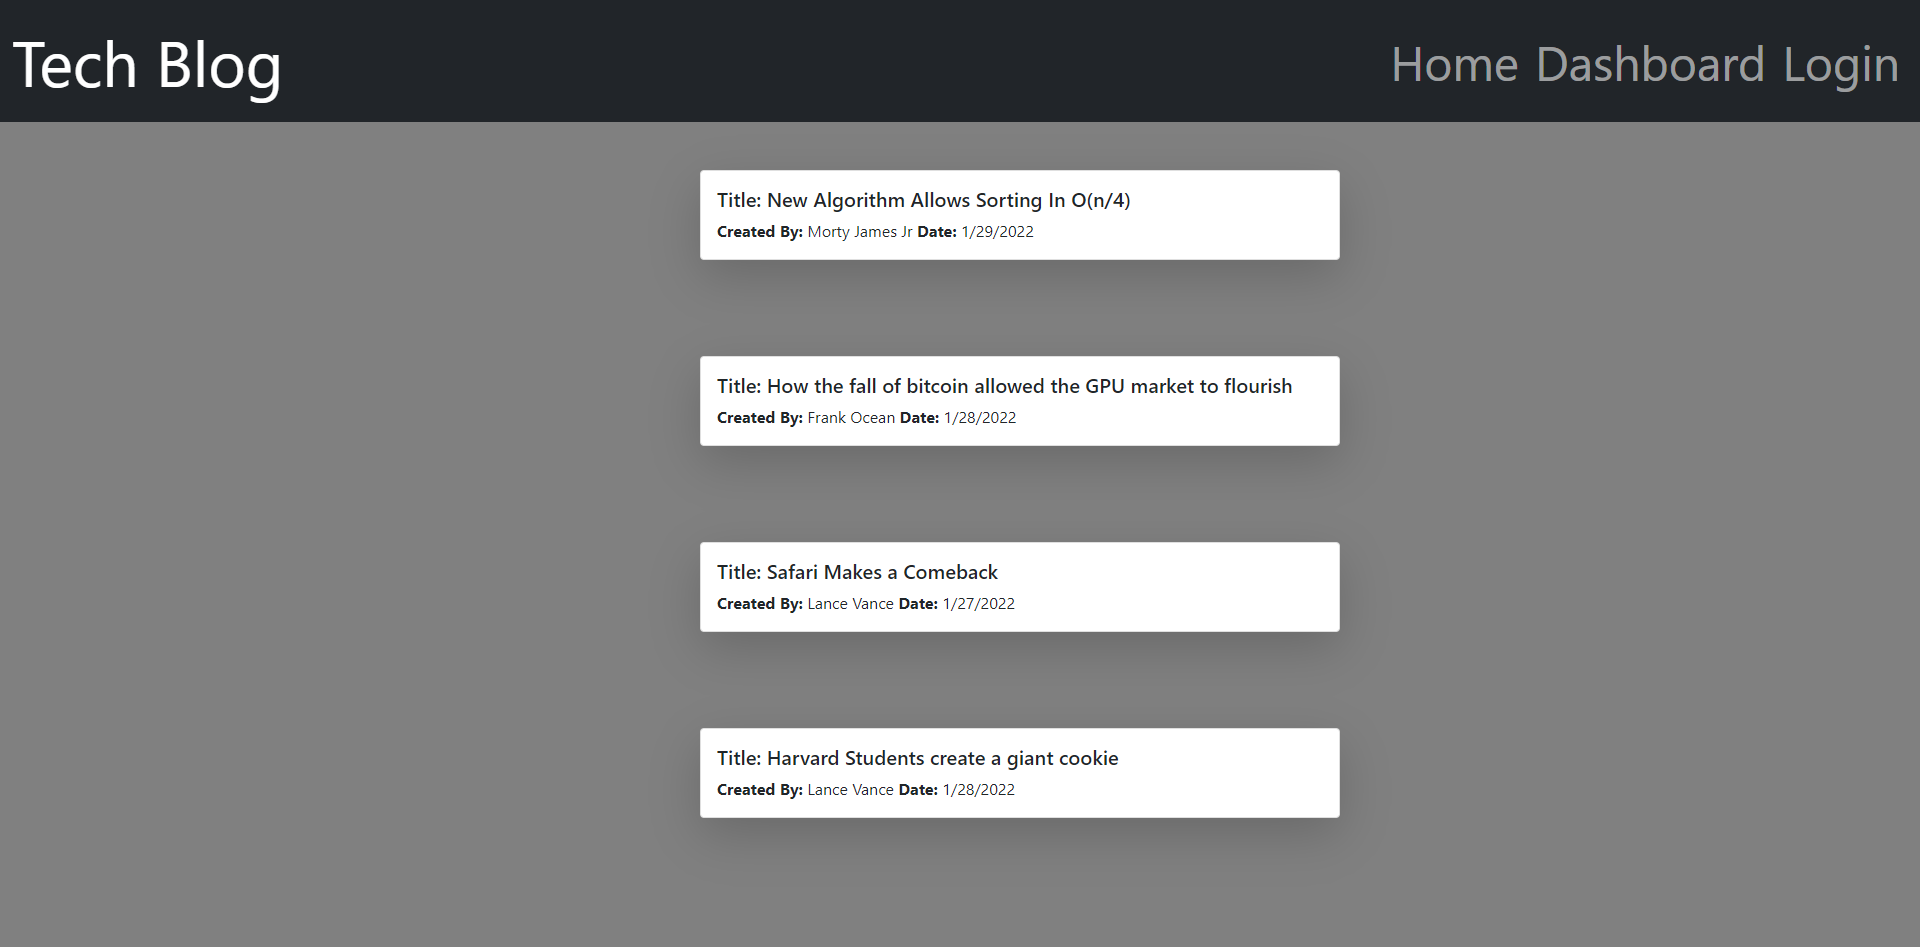 Tech Blog
Home Dashboard Login
Title: New Algorithm Allows Sorting In O(n/4)
Created By: Morty James Jr Date: 1/29/2022
Title: How the fall of bitcoin allowed the GPU market to flourish
Created By: Frank Ocean Date: 1/28/2022
Title: Safari Makes a Comeback
Created By: Lance Vance Date: 1/27/2022
Title: Harvard Students create a giant cookie
Created By: Lance Vance Date: 1/28/2022